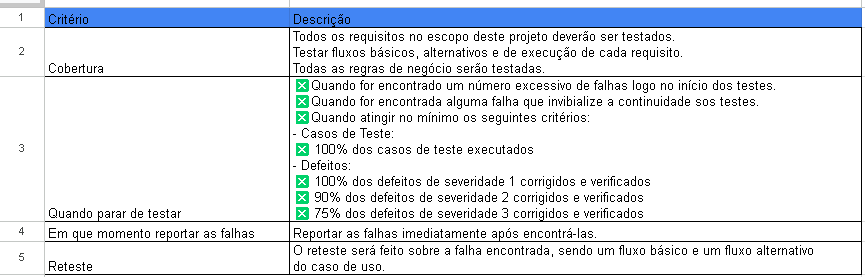 1 Critério Descrição
Todos os requisitos no escopo deste projeto deverão ser testados.
2 Testar fluxos básicos, alternativos e de execução de cada requisito.
Cobertura Todas as regras de negócio serão testadas.
❎ Quando for encontrado um número excessivo de falhas logo no início dos testes.
❎ Quando for encontrada alguma falha que invibialize a continuidade sos testes.
❎ Quando atingir no mínimo os seguintes critérios:
- Casos de Teste:
3 ❎ 100% dos casos de teste executados
- Defeitos:
❎ 100% dos defeitos de severidade 1 corrigidos e verificados
❎ 90% dos defeitos de severidade 2 corrigidos e verificados
Quando parar de testar ❎ 75% dos defeitos de severidade 3 corrigidos e verificados
4 Em que momento reportar as falhas Reportar as falhas imediatamente após encontrá-las.
5 O reteste será feito sobre a falha encontrada, sendo um fluxo básico e um fluxo alternativo
Reteste do caso de uso.